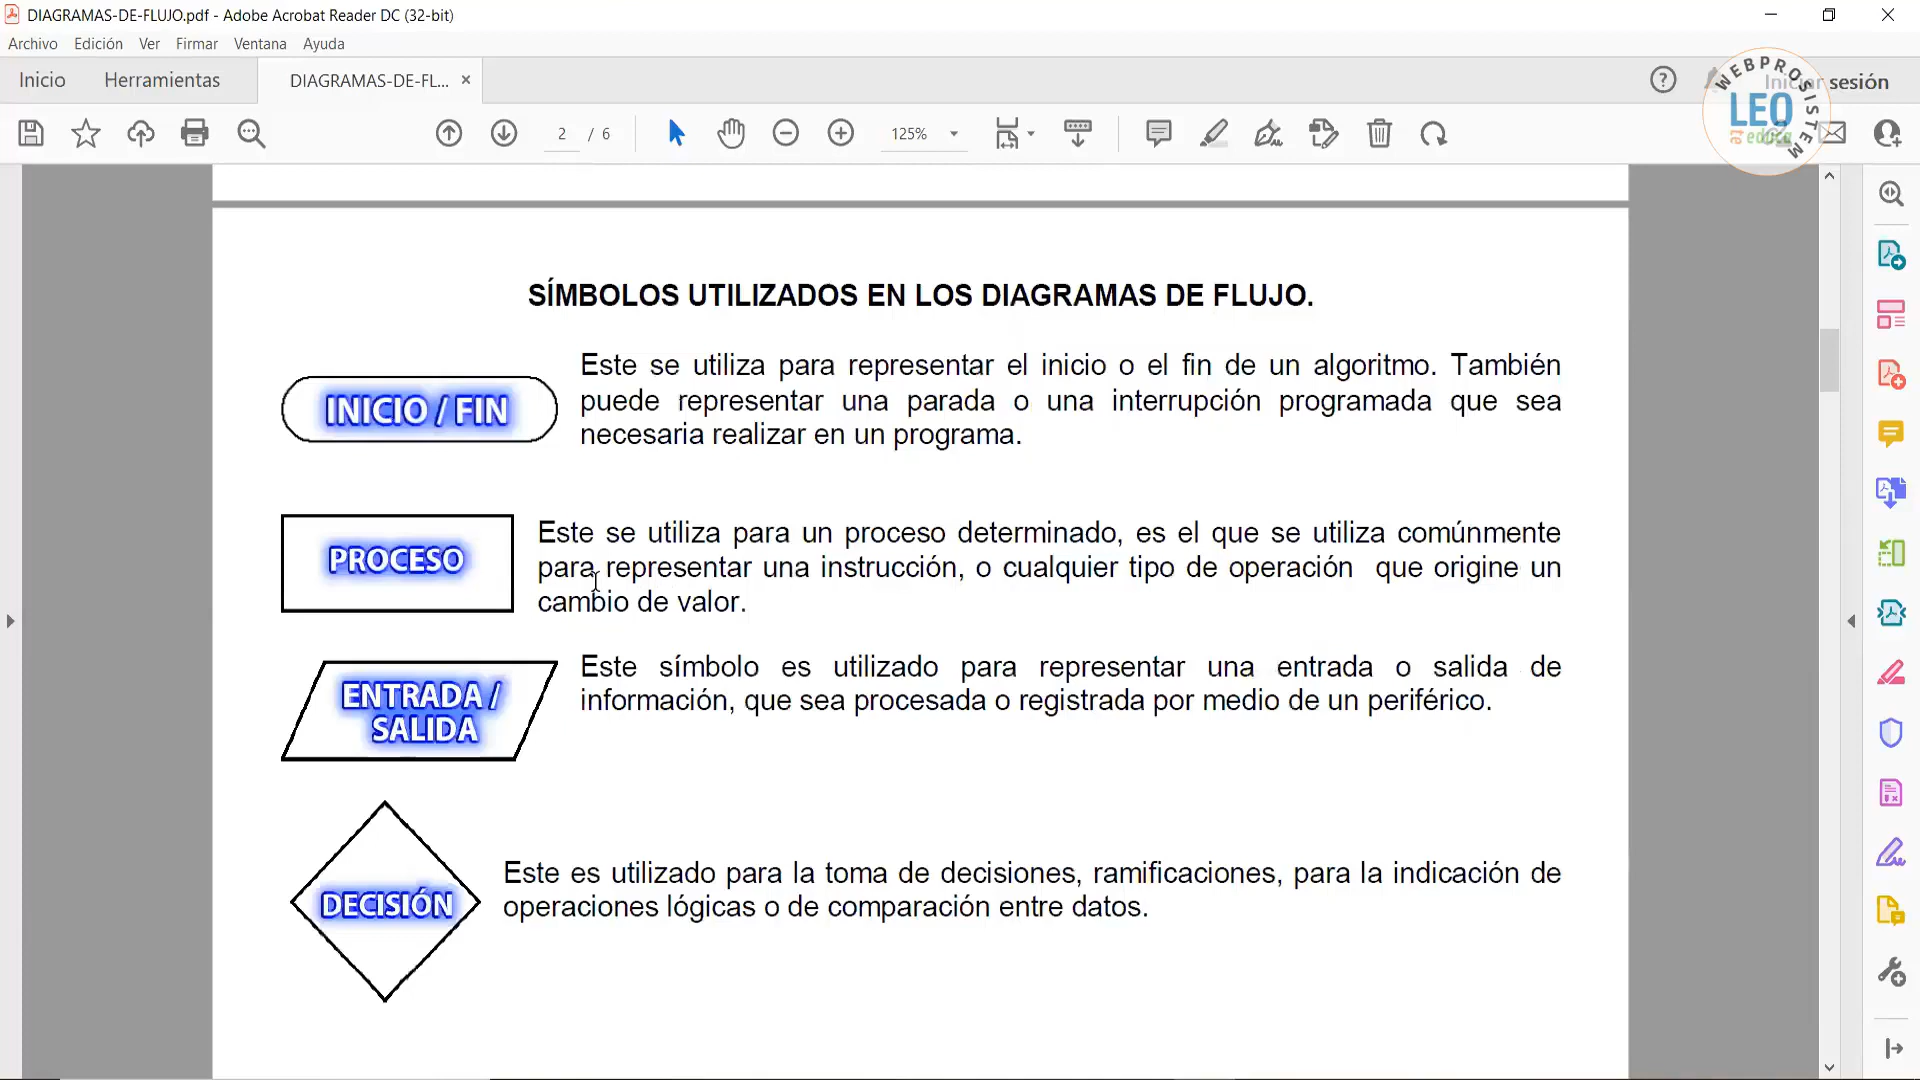 DIAGRAMAS-DE-FLUJO.pdf - Adobe Acrobat Reader DC (32-bit)
Archivo Edición Ver Firmar Ventana Ayuda
Inicio Herramientas DIAGRAMAS-DE-FL... × sesión
WEBPROSISTEM
LEO
te educa
2 / 6 125%
SÍMBOLOS UTILIZADOS EN LOS DIAGRAMAS DE FLUJO.
INICIO / FIN
Este se utiliza para representar el inicio o el fin de un algoritmo. También
puede representar una parada o una interrupción programada que sea
necesaria realizar en un programa.
PROCESO
Este se utiliza para un proceso determinado, es el que se utiliza comúnmente
para representar una instrucción, o cualquier tipo de operación que origine un
cambio de valor.
ENTRADA /
SALIDA
Este símbolo es utilizado para representar una entrada o salida de
información, que sea procesada o registrada por medio de un periférico.
DECISIÓN
Este es utilizado para la toma de decisiones, ramificaciones, para la indicación de
operaciones lógicas o de comparación entre datos.